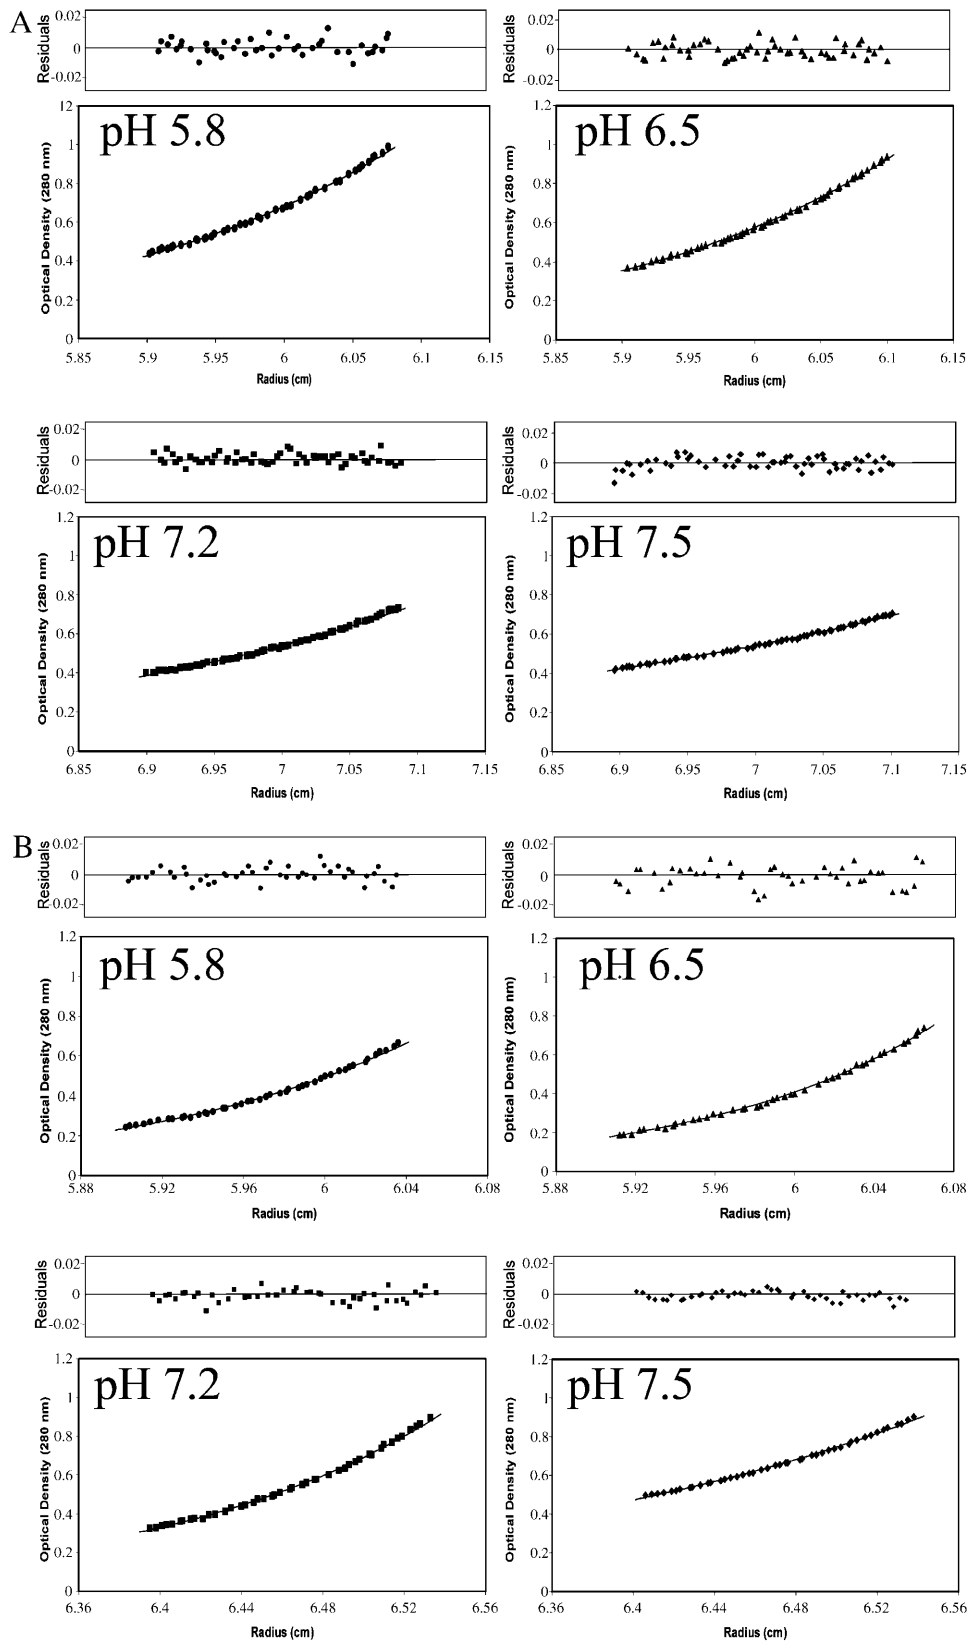 A
Residuals
0.02
0
-0.02
Residuals
0.02
0
-0.02
pH 5.8
Optical Density (280 nm)
12
1
0.8
0.6
0.4
0.2
0
5.85 5.9 5.95 6 6.05 6.1 6.15
Radius (cm)
pH 6.5
Optical Density (280 nm)
1.2
1
0.8
0.6
0.4
0.2
0
5.85 5.9 5.95 6 6.05 6.1 6.15
Radius (cm)
Residuals
0.02
0
-0.02
Residuals
0.02
0
-0.02
pH 7.2
Optical Density (280 nm)
1.2
1
0.8
0.6
0.4
0.2
0
6.85 6.9 6.95 7 7.05 7.1 7.15
Radius (cm)
pH 7.5
Optical Density (280 nm)
1.2
1
0.8
0.6
0.4
0.2
0
6.85 6.9 6.95 7 7.05 7.1 7.15
Radius (cm)
B
Residuals
0.02
0
-0.02
Residuals
0.02
0
-0.02
pH 5.8
Optical Density (280 nm)
1.2
1
0.8
0.6
0.4
0.2
0
5.88 5.92 5.96 6 6.04 6.08
Radius (cm)
pH 6.5
Optical Density (280 nm)
1.2
1
0.8
0.6
0.4
0.2
0
5.88 5.92 5.96 6 6.04 6.08
Radius (cm)
Residuals
0.02
0
-0.02
Residuals
0.02
0
-0.02
pH 7.2
Optical Density (280 nm)
1.2
1
0.8
0.6
0.4
0.2
0
6.36 6.4 6.44 6.48 6.52 6.56
Radius (cm)
pH 7.5
Optical Density (280 nm)
1.2
1
0.8
0.6
0.4
0.2
0
6.36 6.4 6.44 6.48 6.52 6.56
Radius (cm)